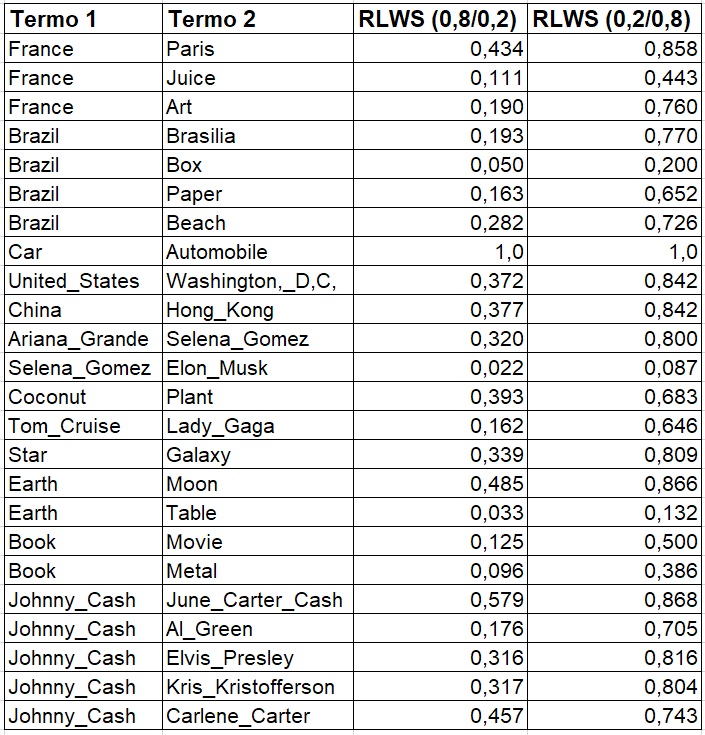 Termo 1 Termo 2 RLWS (0,8/0,2) RLWS (0,2/0,8)
France Paris 0,434 0,858
France Juice 0,111 0,443
France Art 0,190 0,760
Brazil Brasilia 0,193 0,770
Brazil Box 0,050 0,200
Brazil Paper 0,163 0,652
Brazil Beach 0,282 0,726
Car Automobile 1,0 1,0
United_States Washington,_D,C, 0,372 0,842
China Hong_Kong 0,377 0,842
Ariana_Grande Selena_Gomez 0,320 0,800
Selena_Gomez Elon_Musk 0,022 0,087
Coconut Plant 0,393 0,683
Tom_Cruise Lady_Gaga 0,162 0,646
Star Galaxy 0,339 0,809
Earth Moon 0,485 0,866
Earth Table 0,033 0,132
Book Movie 0,125 0,500
Book Metal 0,096 0,386
Johnny_Cash June_Carter_Cash 0,579 0,868
Johnny_Cash Al_Green 0,176 0,705
Johnny_Cash Elvis_Presley 0,316 0,816
Johnny_Cash Kris_Kristofferson 0,317 0,804
Johnny_Cash Carlene_Carter 0,457 0,743